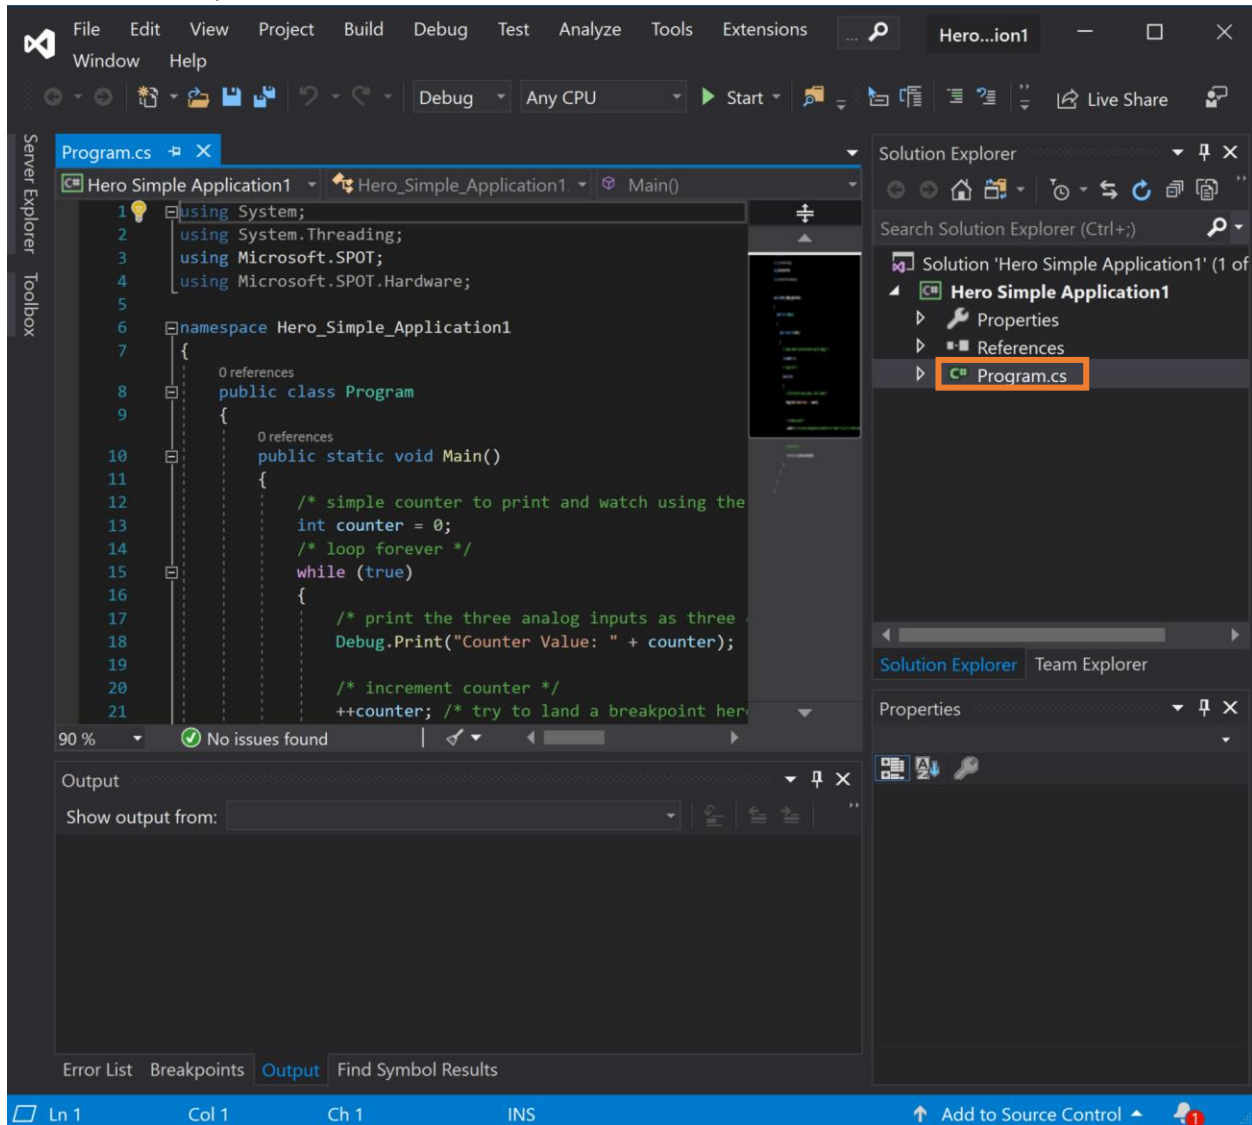 File Edit View Project Build Debug Test Analyze Tools Extensions ... Hero...ion1
Window Help
Debug Any CPU Start Live Share
Server Explorer
Toolbox
Program.cs
Hero Simple Application1 Hero_Simple_Application1. Main()
1 using System;
2 using System.Threading;
3 using Microsoft.SPOT;
4 using Microsoft.SPOT.Hardware;
5
6 namespace Hero_Simple_Application1
7 {
0 references
8 public class Program
9 {
0 references
10 public static void Main()
11 {
12 /* simple counter to print and watch using the
13 int counter = 0;
14 /* loop forever */
15 while (true)
16 {
17 /* print the three analog inputs as three
18 Debug.Print("Counter Value: " + counter);
19
20 /* increment counter */
21 ++counter; /* try to land a breakpoint her
90 % No issues found
Output
Show output from:
Error List Breakpoints Output Find Symbol Results
Solution Explorer
Search Solution Explorer (Ctrl+;)
Solution 'Hero Simple Application1' (1 of
C# Hero Simple Application1
Properties
References
C# Program.cs
Solution Explorer Team Explorer
Properties
Ln 1 Col 1 Ch 1 INS Add to Source Control 1